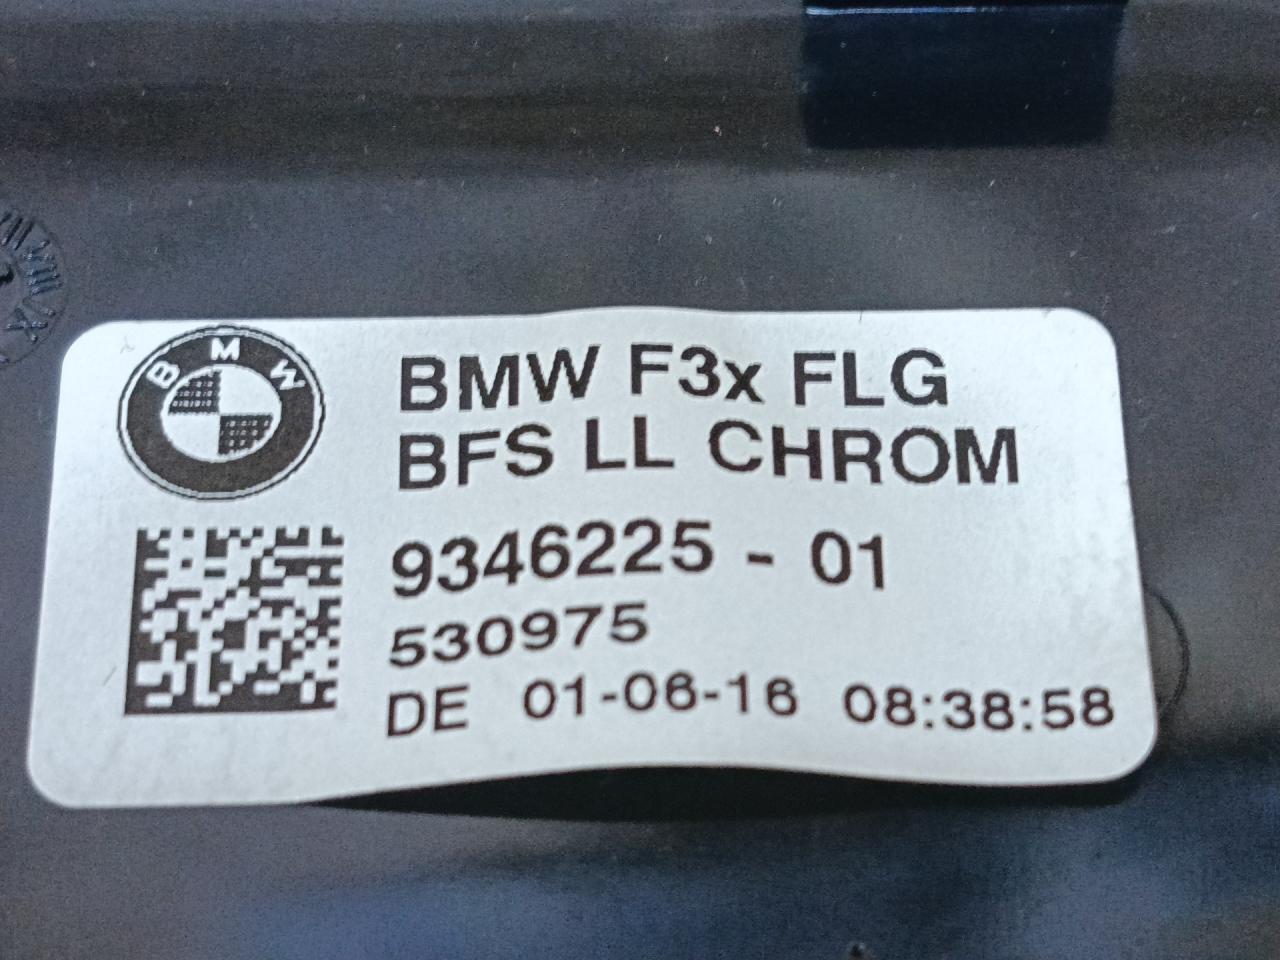 BMW
BMW F3x FLG
BFS LL CHROM
9346225 - 01
530975
DE 01-06-16 08:38:58